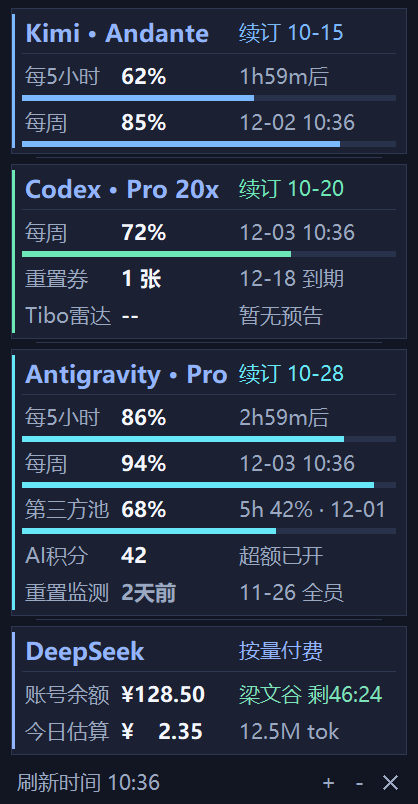 Kimi • Andante 续订 10-15
每5小时 62% 1h59m后
每周 85% 12-02 10:36
Codex • Pro 20x 续订 10-20
每周 72% 12-03 10:36
重置券 1 张 12-18 到期
Tibo雷达 -- 暂无预告
Antigravity • Pro 续订 10-28
每5小时 86% 2h59m后
每周 94% 12-03 10:36
第三方池 68% 5h 42% · 12-01
AI积分 42 超额已开
重置监测 2天前 11-26 全员
DeepSeek 按量付费
账号余额 ¥128.50 梁文谷 剩46:24
今日估算 ¥ 2.35 12.5M tok
刷新时间 10:36 + - ×